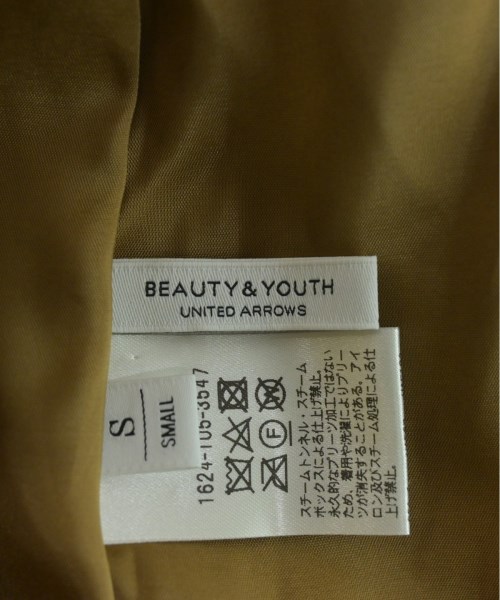 BEAUTY & YOUTH
UNITED ARROWS
S
SMALL
1624-105-3547
F
W
スチームトンネル・スチーム
ボックスによる仕上げ禁止。
永久的なプリーツ加工ではない
ため、着用や洗濯によりプリー
ツが消失することがある。アイ
ロン及びスチーム処理による仕
上げ禁止。